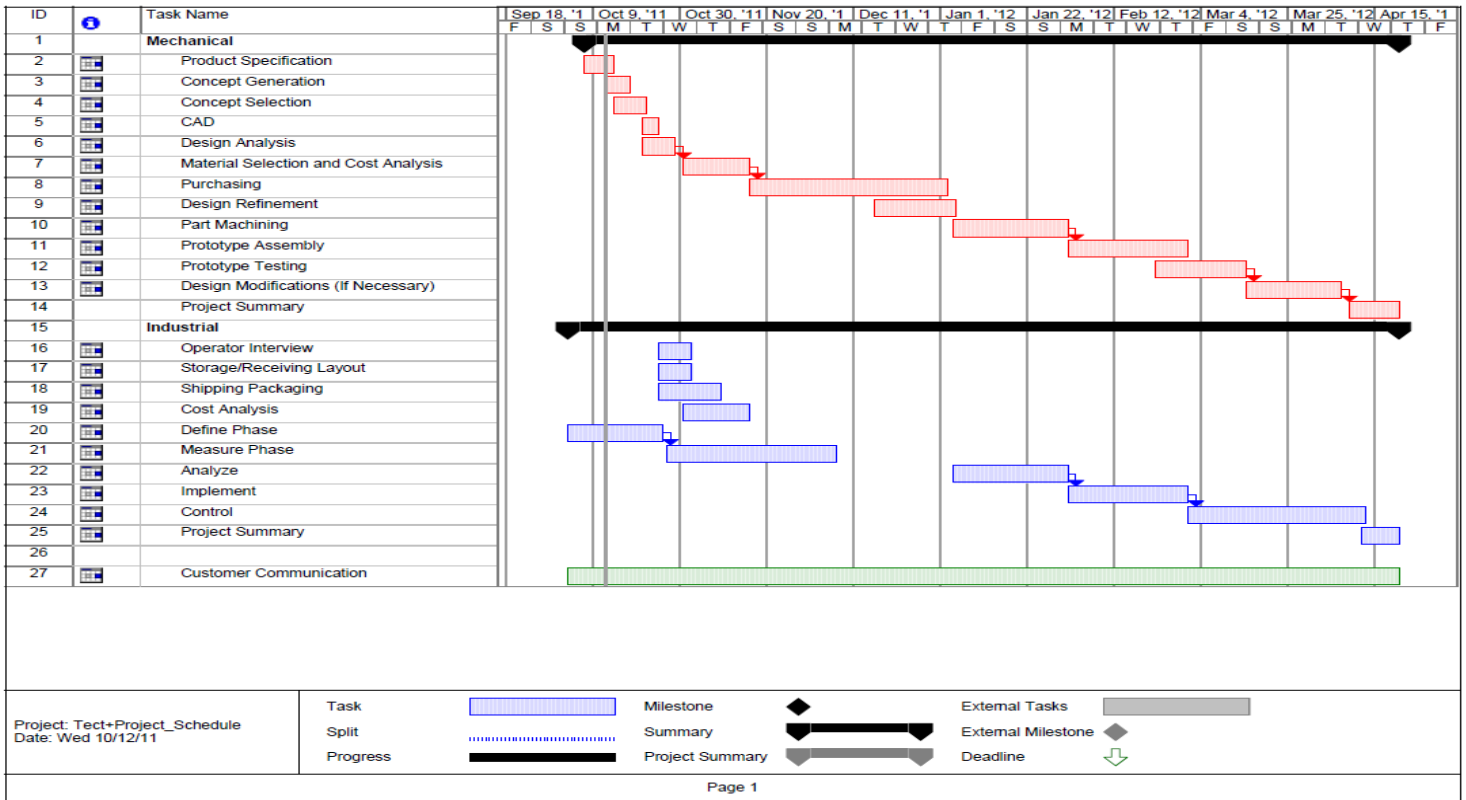 ID Task Name Sep 18, '1 Oct 9, '11 Oct 30, '11 Nov 20, '1 Dec 11, '1 Jan 1, '12 Jan 22, '12 Feb 12, '12 Mar 4, '12 Mar 25, '12 Apr 15, '1
F S S M T W T F S S M T W T F S S M T W T F S S M T W T F
1 Mechanical
2 Product Specification
3 Concept Generation
4 Concept Selection
5 CAD
6 Design Analysis
7 Material Selection and Cost Analysis
8 Purchasing
9 Design Refinement
10 Part Machining
11 Prototype Assembly
12 Prototype Testing
13 Design Modifications (If Necessary)
14 Project Summary
15 Industrial
16 Operator Interview
17 Storage/Receiving Layout
18 Shipping Packaging
19 Cost Analysis
20 Define Phase
21 Measure Phase
22 Analyze
23 Implement
24 Control
25 Project Summary
26
27 Customer Communication
Project: Tect+Project_Schedule
Date: Wed 10/12/11
Task Milestone External Tasks
Split Summary External Milestone
Progress Project Summary Deadline
Page 1